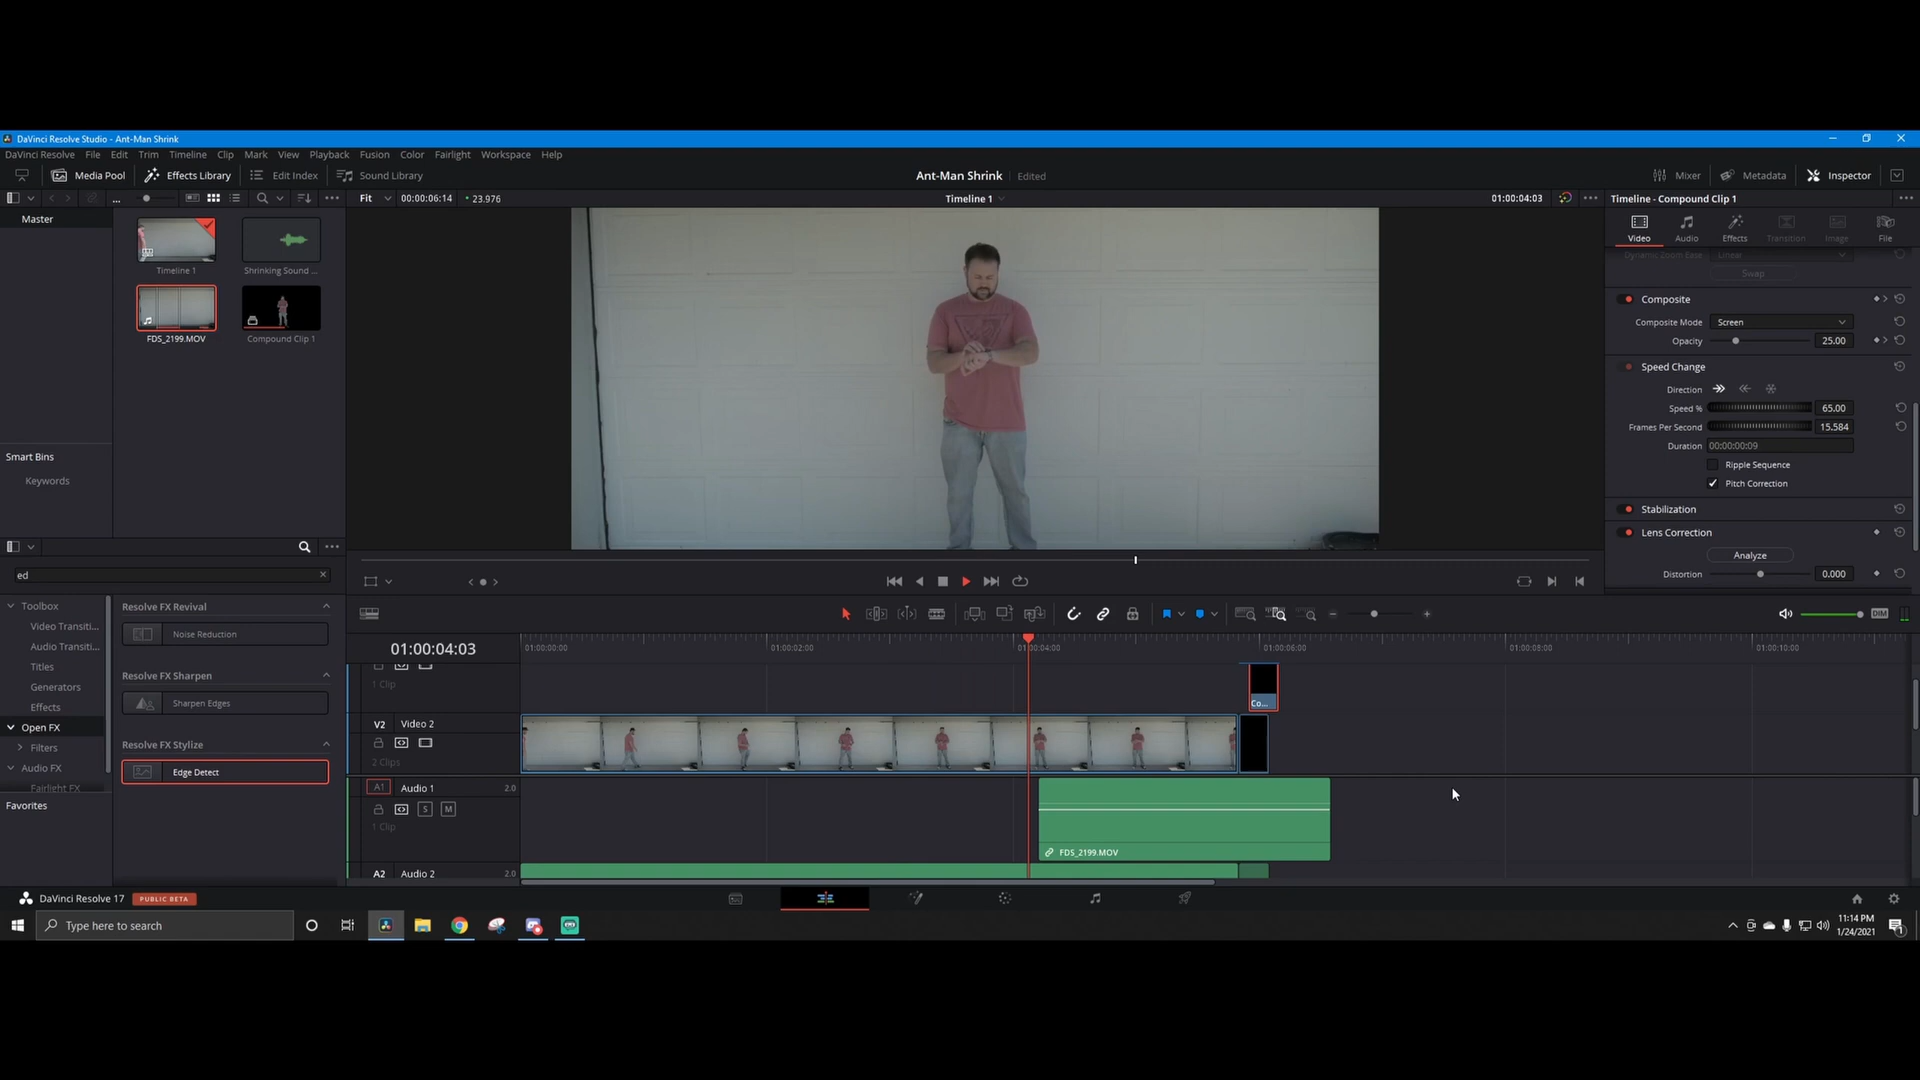 DaVinci Resolve Studio - Ant-Man Shrink
DaVinci Resolve File Edit Trim Timeline Clip Mark View Playback Fusion Color Fairlight Workspace Help
Media Pool Effects Library Edit Index Sound Library Ant-Man Shrink Edited Mixer Metadata Inspector
... Fit 00:00:06:14 23.976 Timeline 1 01:00:04:03 Timeline - Compound Clip 1
Master
Timeline 1
Shrinking Sound ...
FDS_2199.MOV
Compound Clip 1
Smart Bins
Keywords
Video Audio Effects Transition Image File
Dynamic Zoom Ease Linear
Swap
Composite
Composite Mode Screen
Opacity 25.00
Speed Change
Direction
Speed % 65.00
Frames Per Second 15.584
Duration 00:00:00:09
Ripple Sequence
Pitch Correction
Stabilization
Lens Correction
Analyze
Distortion 0.000
ed
Toolbox
Video Transiti...
Audio Transiti...
Titles
Generators
Effects
Open FX
Filters
Audio FX
Fairlight FX
Favorites
Resolve FX Revival
Noise Reduction
Resolve FX Sharpen
Sharpen Edges
Resolve FX Stylize
Edge Detect
DIM
01:00:04:03 01:00:00:00 01:00:02:00 01:00:04:00 01:00:06:00 01:00:08:00 01:00:10:00
1 Clip
Co...
V2 Video 2
2 Clips
A1 Audio 1 2.0
S M
1 Clip
FDS_2199.MOV
A2 Audio 2 2.0
DaVinci Resolve 17 PUBLIC BETA
Type here to search
11:14 PM
1/24/2021
1